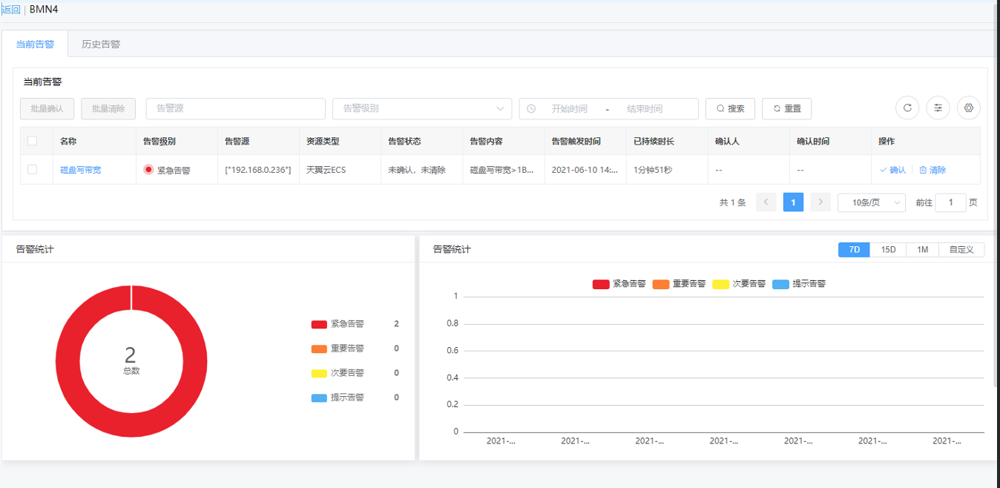 返回 | BMN4
当前告警 历史告警
当前告警
批量确认 批量清除 告警源 告警级别 开始时间 - 结束时间 搜索 重置
名称 告警级别 告警源 资源类型 告警状态 告警内容 告警触发时间 已持续时长 确认人 确认时间 操作
磁盘写带宽 紧急告警 ["192.168.0.236"] 天翼云ECS 未确认，未清除 磁盘写带宽>1B... 2021-06-10 14:... 1分钟51秒 -- -- 确认 清除
共 1 条 1 10条/页 前往 1 页
告警统计
2
总数
紧急告警 2
重要告警 0
次要告警 0
提示告警 0
告警统计 7D 15D 1M 自定义
紧急告警 重要告警 次要告警 提示告警
1
0.8
0.6
0.4
0.2
0
2021-... 2021-... 2021-... 2021-... 2021-... 2021-... 2021-...